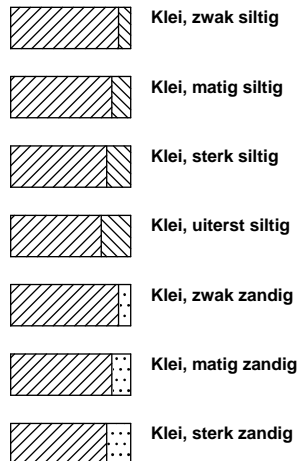 Klei, zwak siltig
Klei, matig siltig
Klei, sterk siltig
Klei, uiterst siltig
Klei, zwak zandig
Klei, matig zandig
Klei, sterk zandig